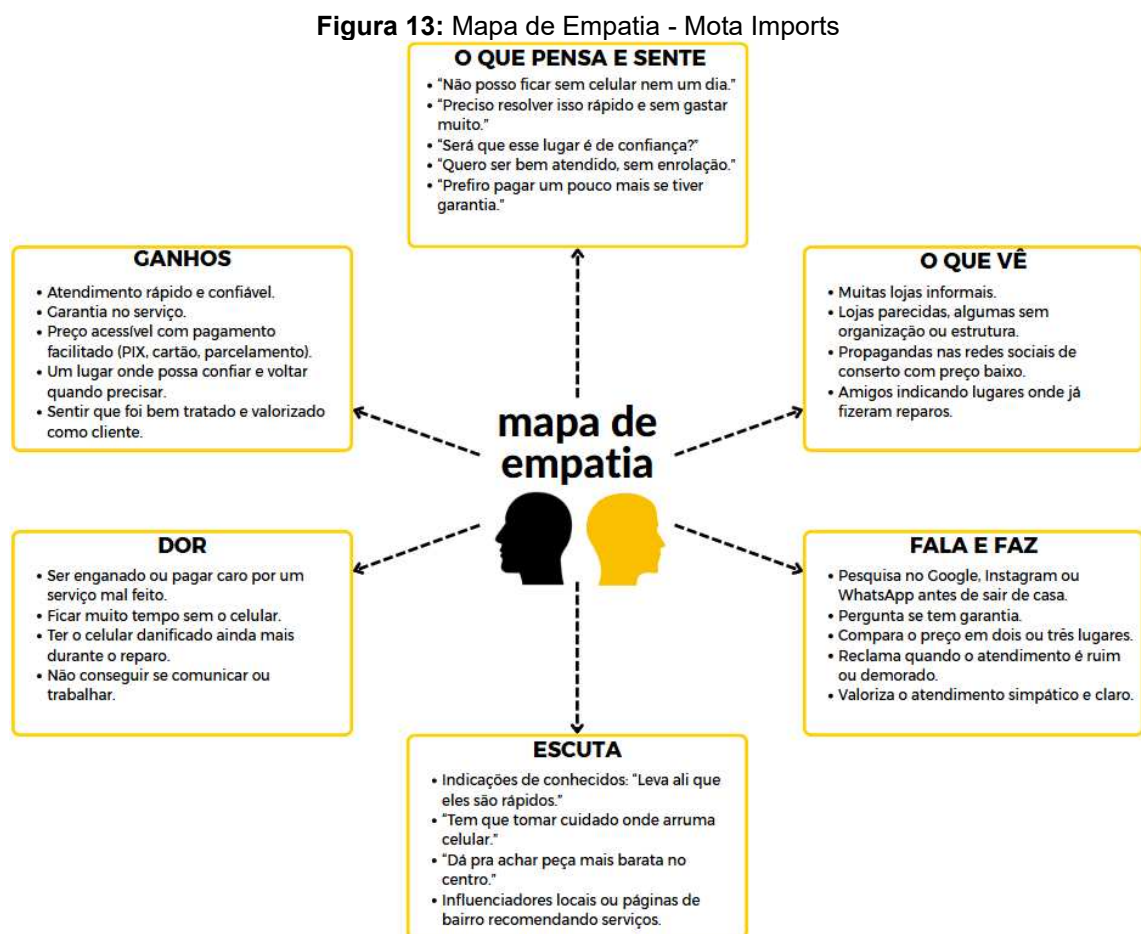 Figura 13: Mapa de Empatia - Mota Imports
O QUE PENSA E SENTE
• “Não posso ficar sem celular nem um dia.”
• “Preciso resolver isso rápido e sem gastar
muito.”
• “Será que esse lugar é de confiança?”
• “Quero ser bem atendido, sem enrolação.”
• “Prefiro pagar um pouco mais se tiver
garantia.”
GANHOS
• Atendimento rápido e confiável.
• Garantia no serviço.
• Preço acessível com pagamento
facilitado (PIX, cartão, parcelamento).
• Um lugar onde possa confiar e voltar
quando precisar.
• Sentir que foi bem tratado e valorizado
como cliente.
O QUE VÊ
• Muitas lojas informais.
• Lojas parecidas, algumas sem
organização ou estrutura.
• Propagandas nas redes sociais de
conserto com preço baixo.
• Amigos indicando lugares onde já
fizeram reparos.
mapa de
empatia
DOR
• Ser enganado ou pagar caro por um
serviço mal feito.
• Ficar muito tempo sem o celular.
• Ter o celular danificado ainda mais
durante o reparo.
• Não conseguir se comunicar ou
trabalhar.
FALA E FAZ
• Pesquisa no Google, Instagram ou
WhatsApp antes de sair de casa.
• Pergunta se tem garantia.
• Compara o preço em dois ou três lugares.
• Reclama quando o atendimento é ruim
ou demorado.
• Valoriza o atendimento simpático e claro.
ESCUTA
• Indicações de conhecidos: “Leva ali que
eles são rápidos.”
• “Tem que tomar cuidado onde arruma
celular.”
• “Dá pra achar peça mais barata no
centro.”
• Influenciadores locais ou páginas de
bairro recomendando serviços.